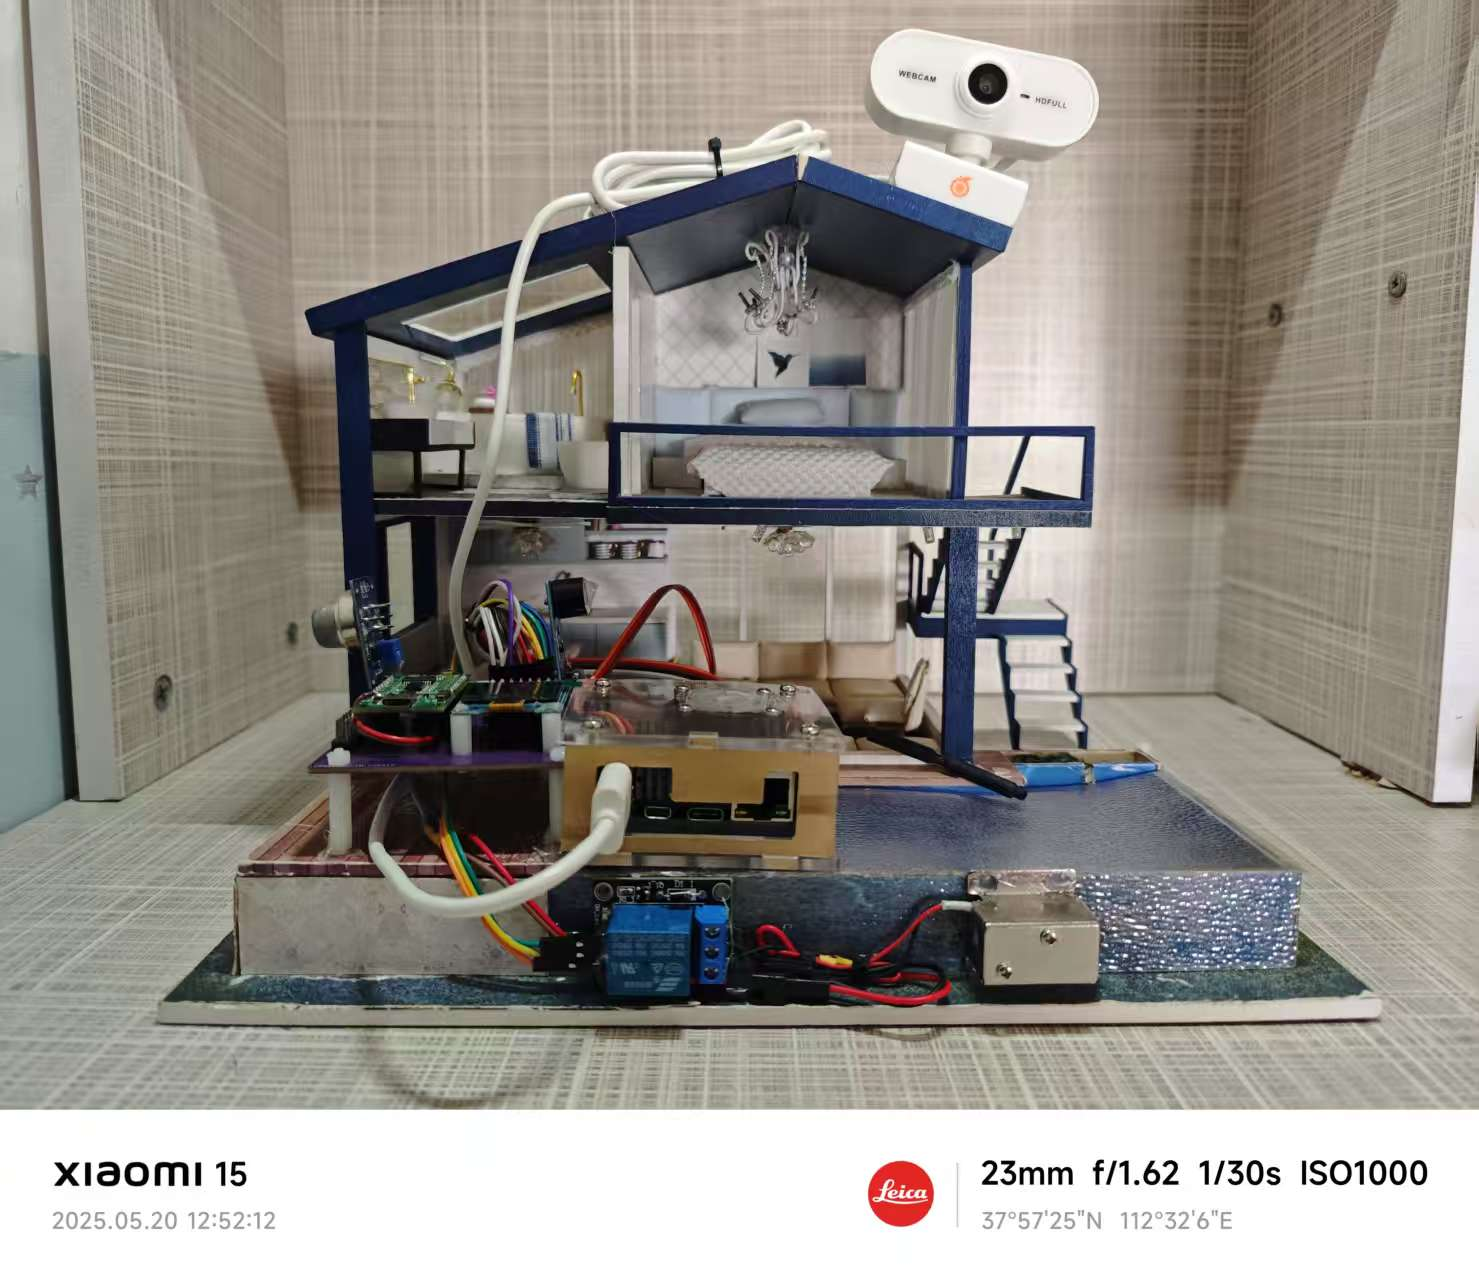 WEBCAM
HDFULL
xiaomi 15
2025.05.20 12:52:12
Leica
23mm f/1.62 1/30s ISO1000
37°57'25"N 112°32'6"E